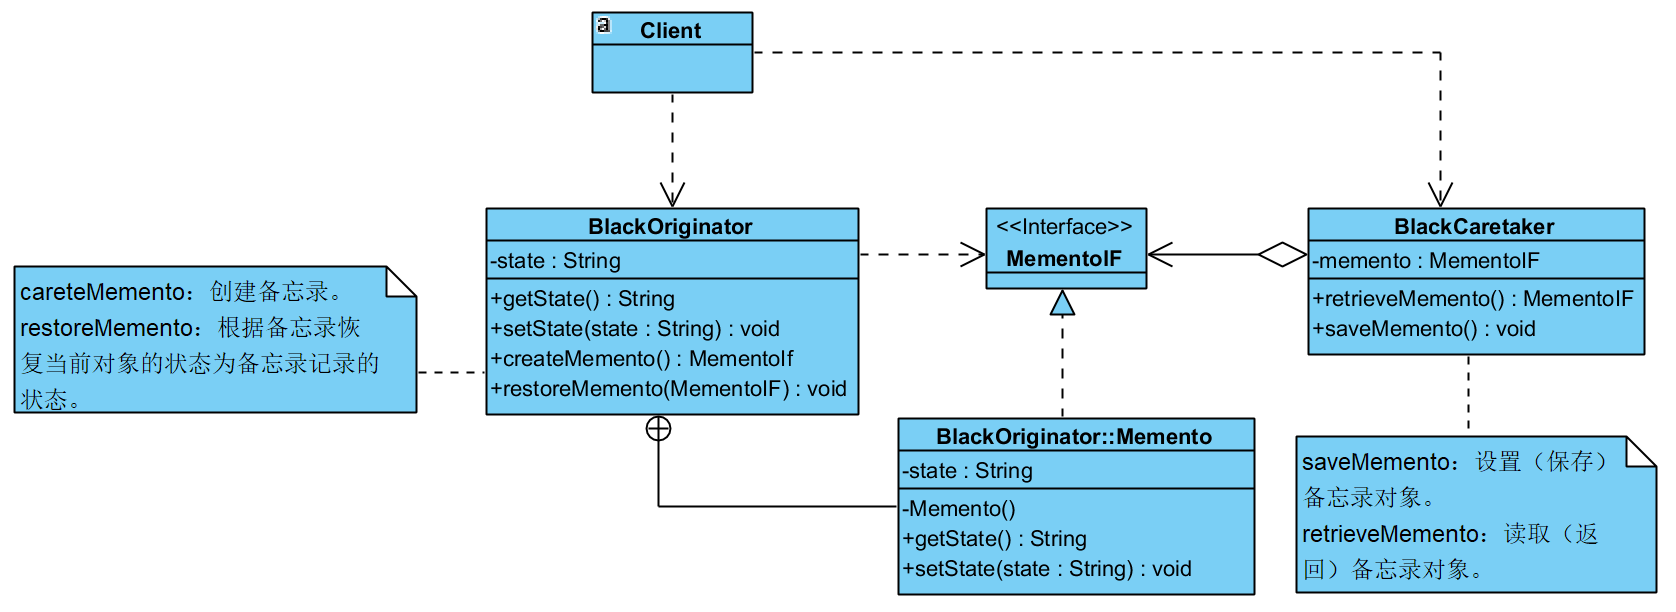 a
Client
BlackOriginator
-state : String
+getState() : String
+setState(state : String) : void
+createMemento() : MementoIf
+restoreMemento(MementoIF) : void
<<Interface>>
MementoIF
BlackCaretaker
-memento : MementoIF
+retrieveMemento() : MementoIF
+saveMemento() : void
careteMemento：创建备忘录。
restoreMemento：根据备忘录恢
复当前对象的状态为备忘录记录的
状态。
BlackOriginator::Memento
-state : String
-Memento()
+getState() : String
+setState(state : String) : void
saveMemento：设置（保存）
备忘录对象。
retrieveMemento：读取（返
回）备忘录对象。